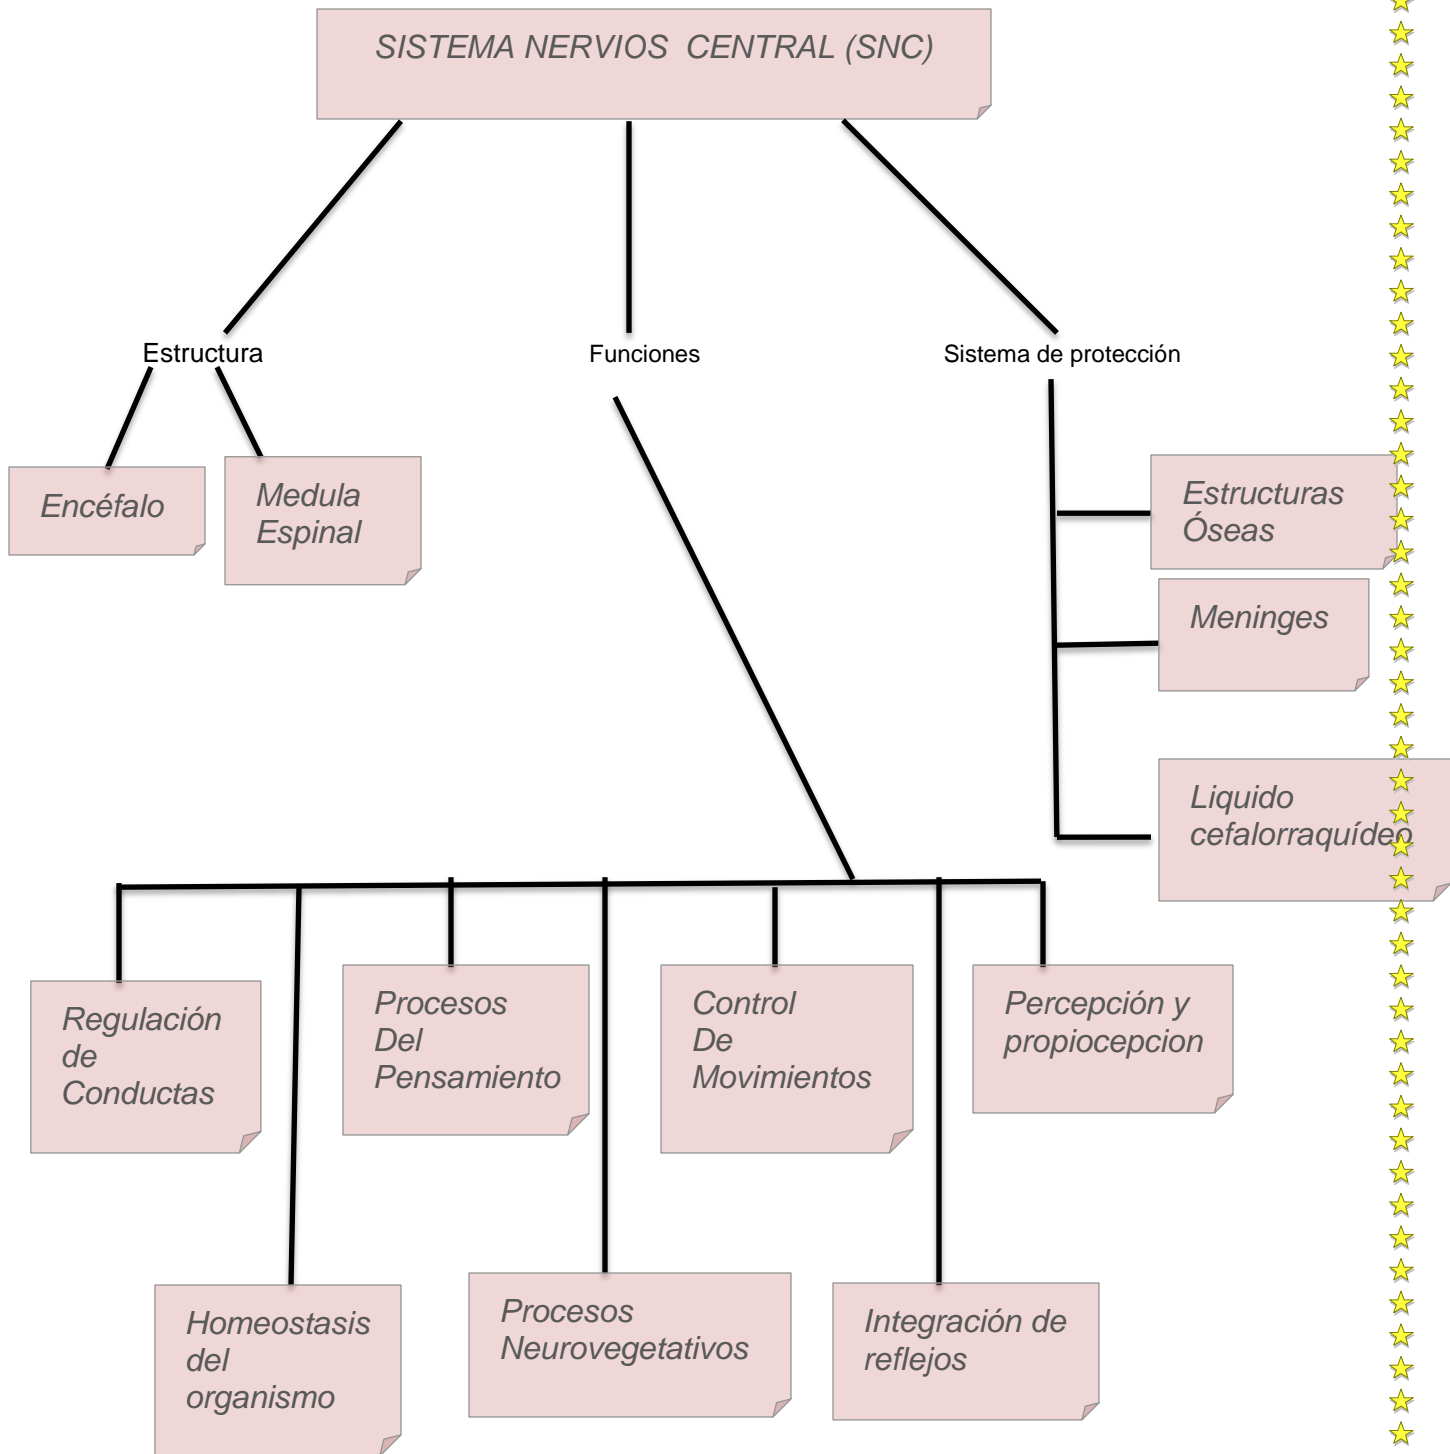 SISTEMA NERVIOS CENTRAL (SNC)
Estructura
Funciones
Sistema de protección
Encéfalo
Medula
Espinal
Estructuras
Óseas
Meninges
Liquido
cefalorraquídeo
Regulación
de
Conductas
Procesos
Del
Pensamiento
Control
De
Movimientos
Percepción y
propiocepcion
Homeostasis
del
organismo
Procesos
Neurovegetativos
Integración de
reflejos